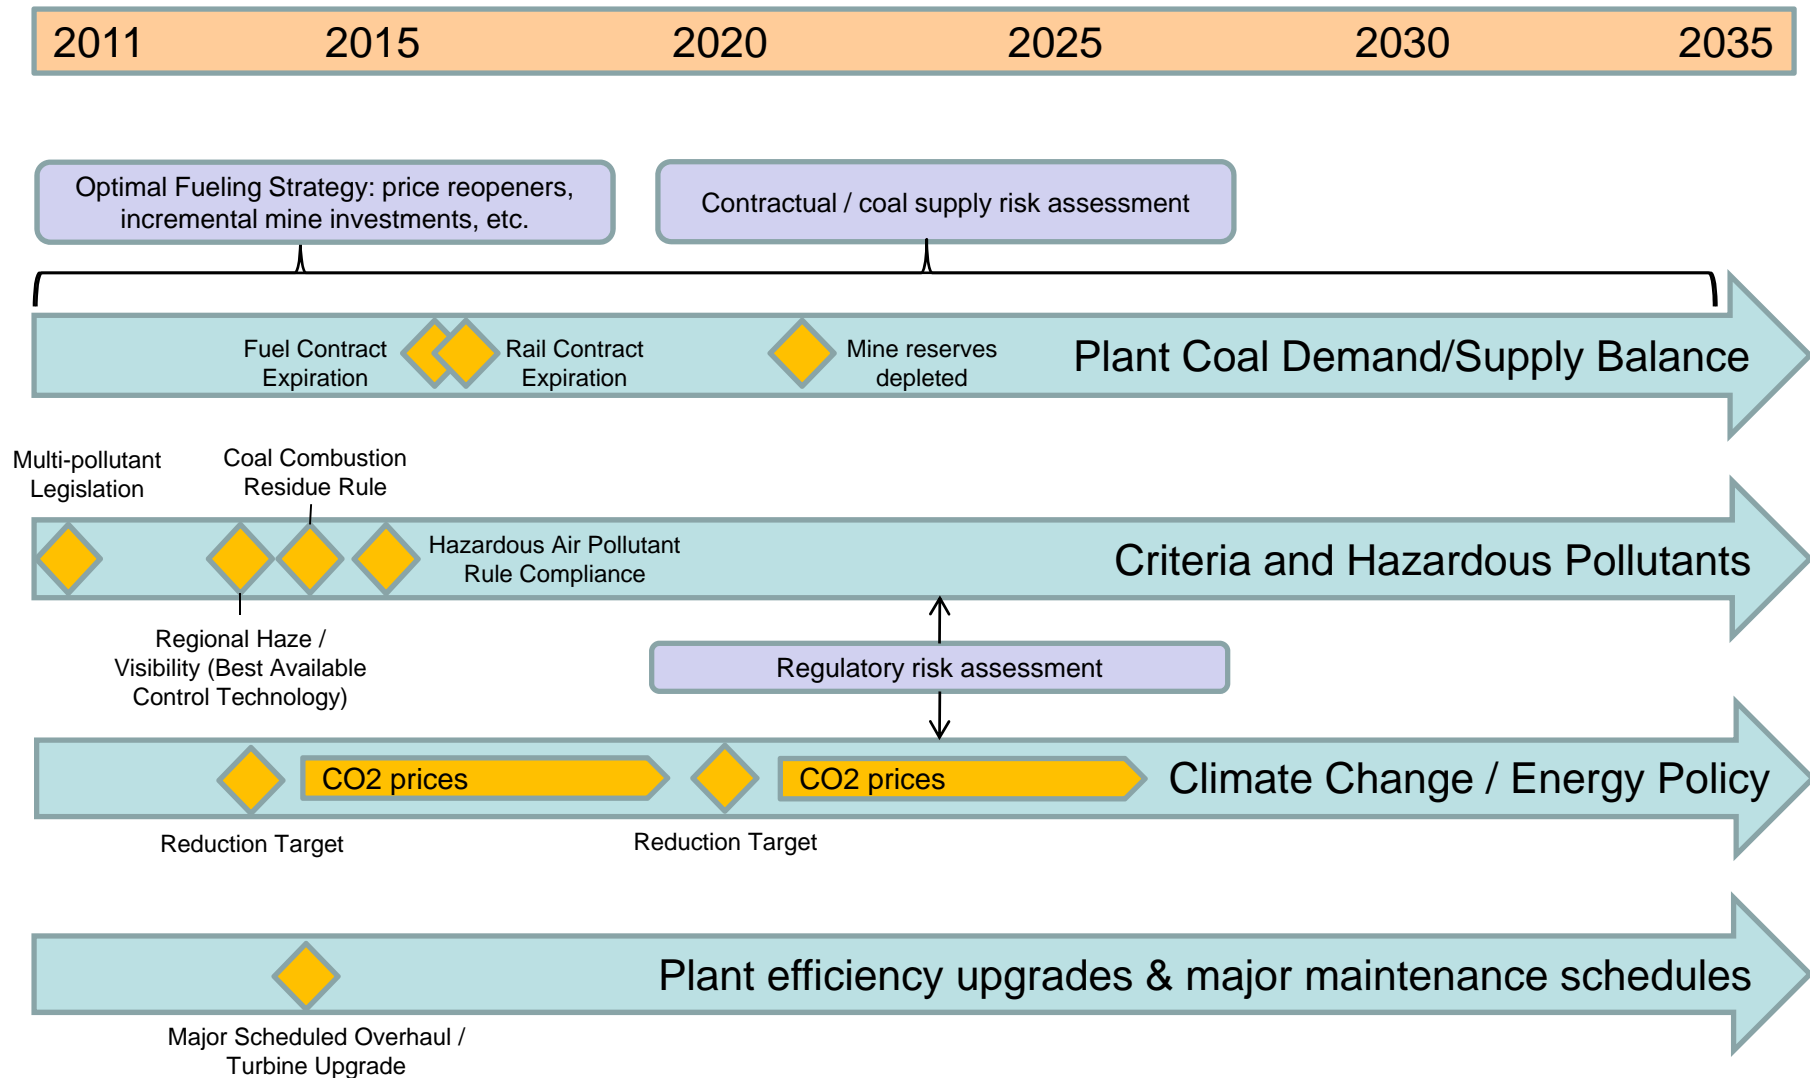 2011 2015 2020 2025 2030 2035
Optimal Fueling Strategy: price reopeners,
incremental mine investments, etc.
Contractual / coal supply risk assessment
Fuel Contract
Expiration
Rail Contract
Expiration
Mine reserves
depleted
Plant Coal Demand/Supply Balance
Multi-pollutant
Legislation
Coal Combustion
Residue Rule
Hazardous Air Pollutant
Rule Compliance
Criteria and Hazardous Pollutants
Regional Haze /
Visibility (Best Available
Control Technology)
Regulatory risk assessment
CO2 prices
CO2 prices
Climate Change / Energy Policy
Reduction Target
Reduction Target
Plant efficiency upgrades & major maintenance schedules
Major Scheduled Overhaul /
Turbine Upgrade